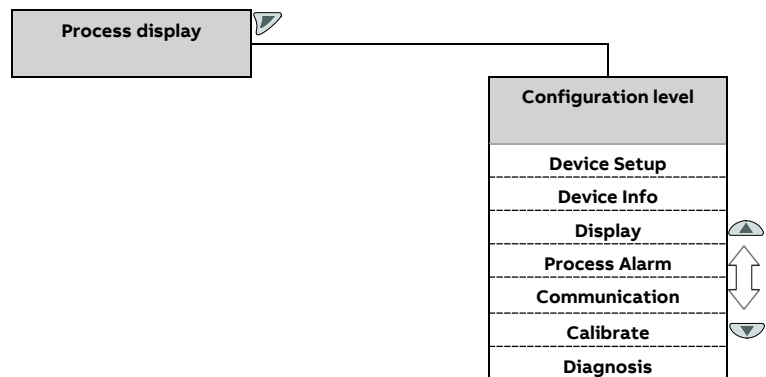 Process display
Configuration level
Device Setup
Device Info
Display
Process Alarm
Communication
Calibrate
Diagnosis